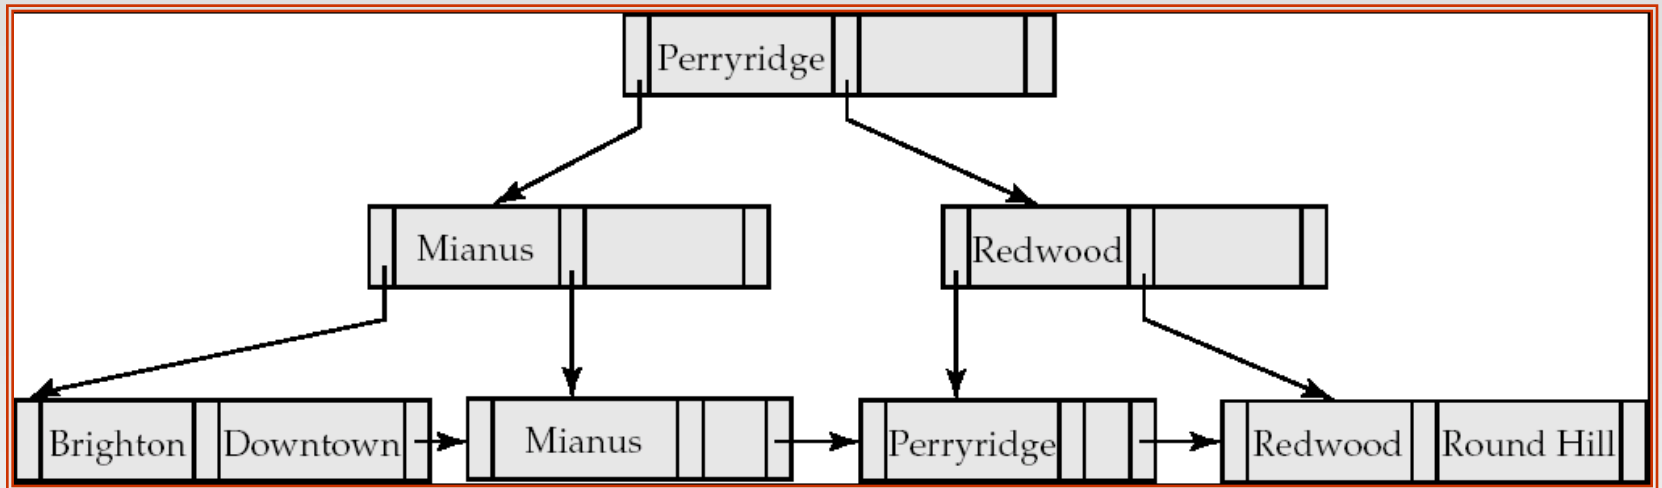 Perryridge
Mianus
Redwood
Brighton Downtown
Mianus
Perryridge
Redwood Round Hill